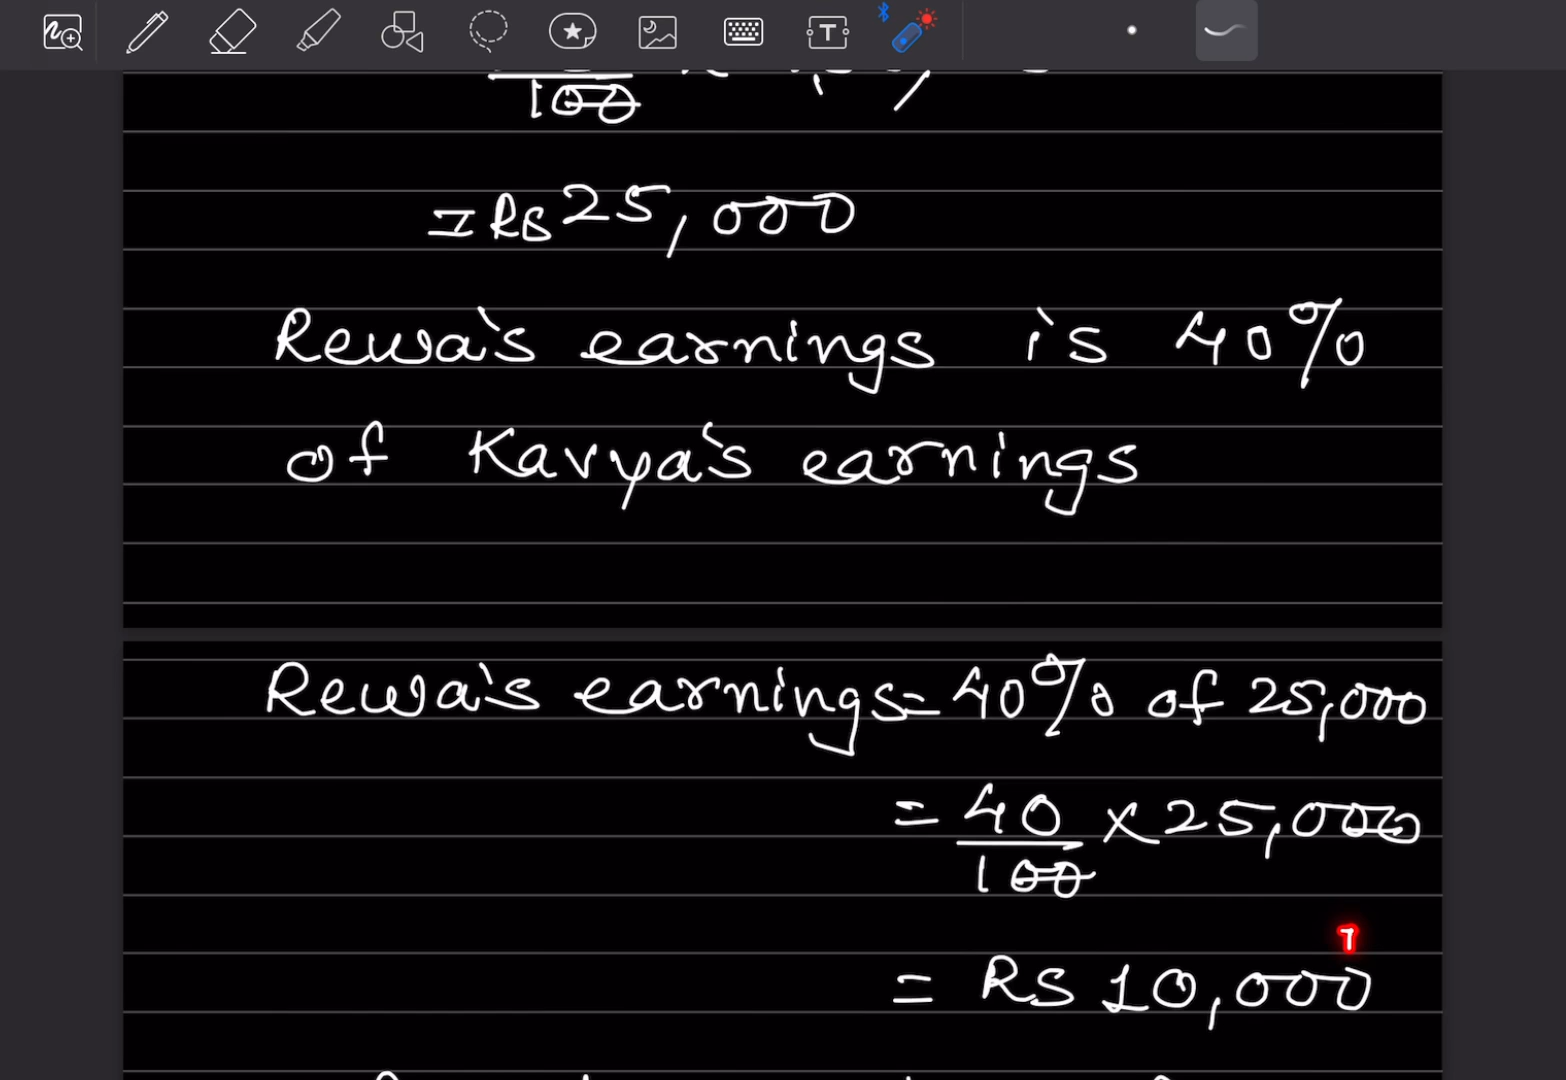 100
= Rs 25,000
Rewa's earnings is 40%
of Kavya's earnings
Rewa's earnings = 40% of 25,000
= 40 × 25,000
100
= RS 10,000